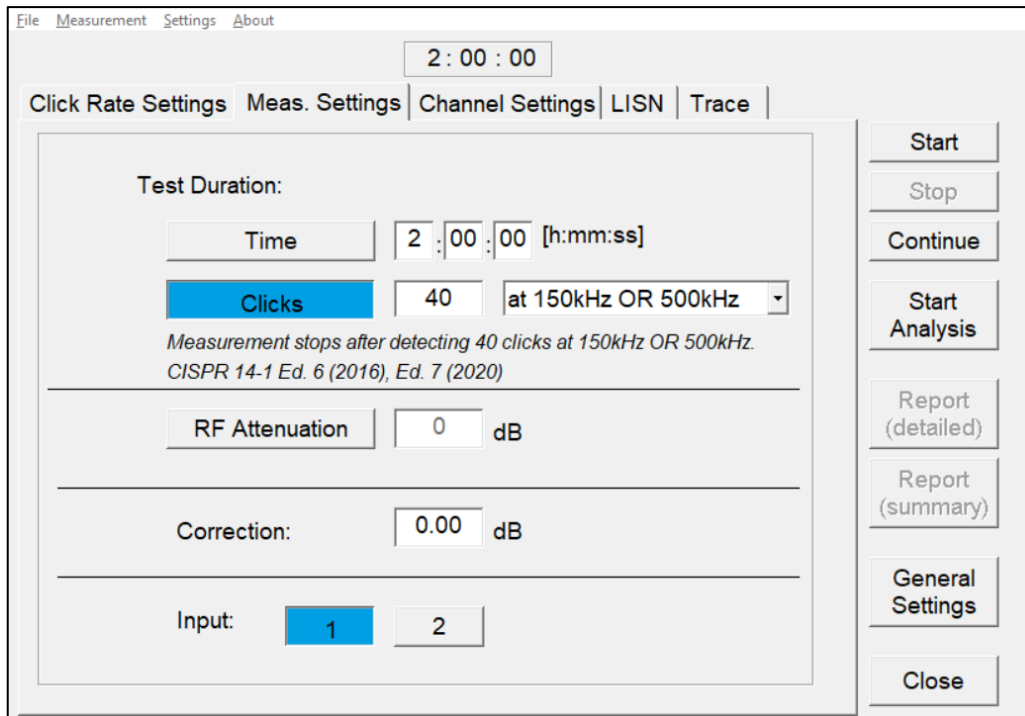 File Measurement Settings About
2 : 00 : 00
Click Rate Settings Meas. Settings Channel Settings LISN Trace
Test Duration:
Time 2 : 00 : 00 [h:mm:ss]
Clicks 40 at 150kHz OR 500kHz
Measurement stops after detecting 40 clicks at 150kHz OR 500kHz.
CISPR 14-1 Ed. 6 (2016), Ed. 7 (2020)
RF Attenuation 0 dB
Correction: 0.00 dB
Input: 1 2
Start
Stop
Continue
Start
Analysis
Report
(detailed)
Report
(summary)
General
Settings
Close